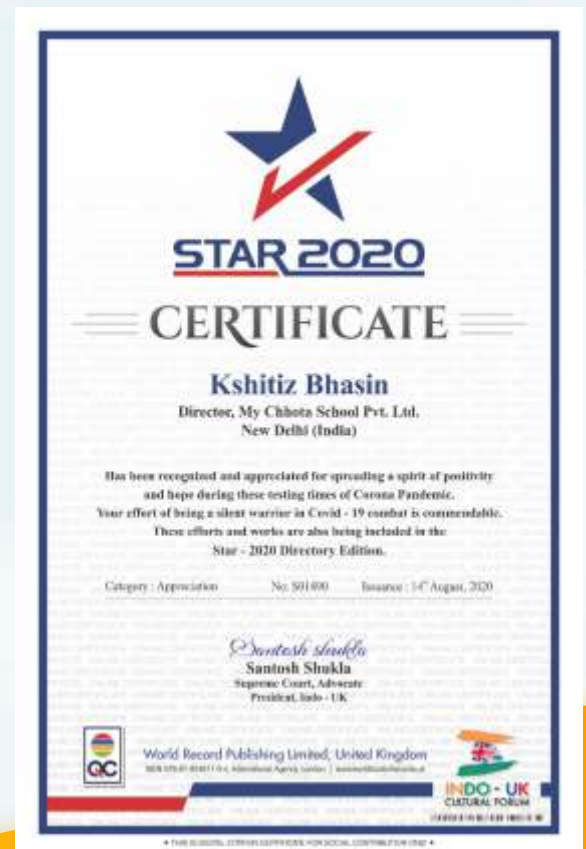 STAR 2020
CERTIFICATE
Kshitiz Bhasin
Director, My Chhota School Pvt. Ltd.
New Delhi (India)
Has been recognized and appreciated for spreading a spirit of positivity
and hope during these testing times of Corona Pandemic.
Your effort of being a silent warrior in Covid - 19 combat is commendable.
These efforts and works are also being included in the
Star - 2020 Directory Edition.
Category : Appreciation No: Issuance : 14th August, 2020
Santosh shukla
Santosh Shukla
Supreme Court, Advocate
President, Indo - UK
QC
World Record Publishing Limited, United Kingdom
INDO - UK
CULTURAL FORUM